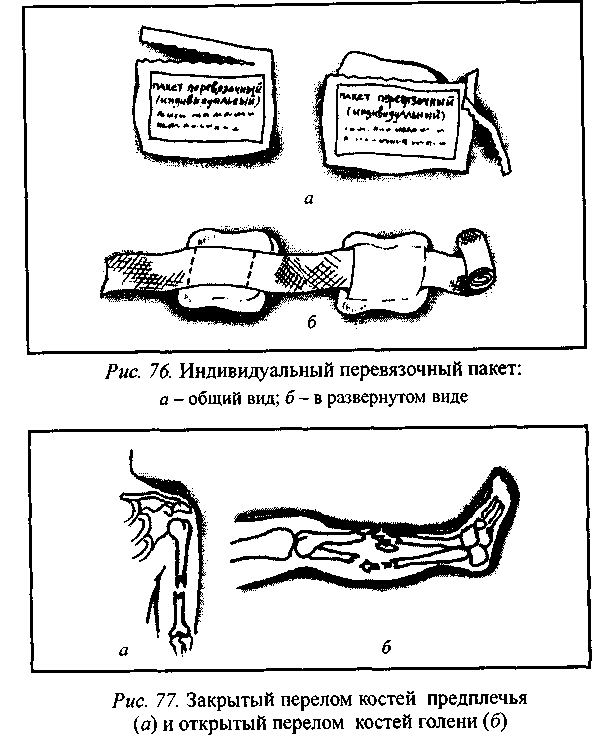 пакет перевязочный
(индивидуальный)
пакет перевязочный
(индивидуальный)
а
б
Рис. 76. Индивидуальный перевязочный пакет:
а – общий вид; б – в развернутом виде
а
б
Рис. 77. Закрытый перелом костей предплечья
(а) и открытый перелом костей голени (б)